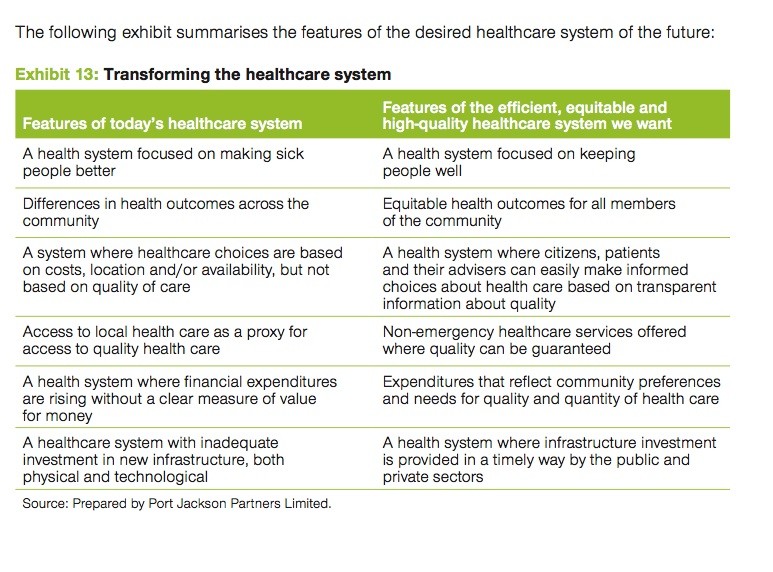 The following exhibit summarises the features of the desired healthcare system of the future:
Exhibit 13: Transforming the healthcare system
Features of today’s healthcare system
Features of the efficient, equitable and
high-quality healthcare system we want
A health system focused on making sick
people better
A health system focused on keeping
people well
Differences in health outcomes across the
community
Equitable health outcomes for all members
of the community
A system where healthcare choices are based
on costs, location and/or availability, but not
based on quality of care
A health system where citizens, patients
and their advisers can easily make informed
choices about health care based on transparent
information about quality
Access to local health care as a proxy for
access to quality health care
Non-emergency healthcare services offered
where quality can be guaranteed
A health system where financial expenditures
are rising without a clear measure of value
for money
Expenditures that reflect community preferences
and needs for quality and quantity of health care
A healthcare system with inadequate
investment in new infrastructure, both
physical and technological
A health system where infrastructure investment
is provided in a timely way by the public and
private sectors
Source: Prepared by Port Jackson Partners Limited.